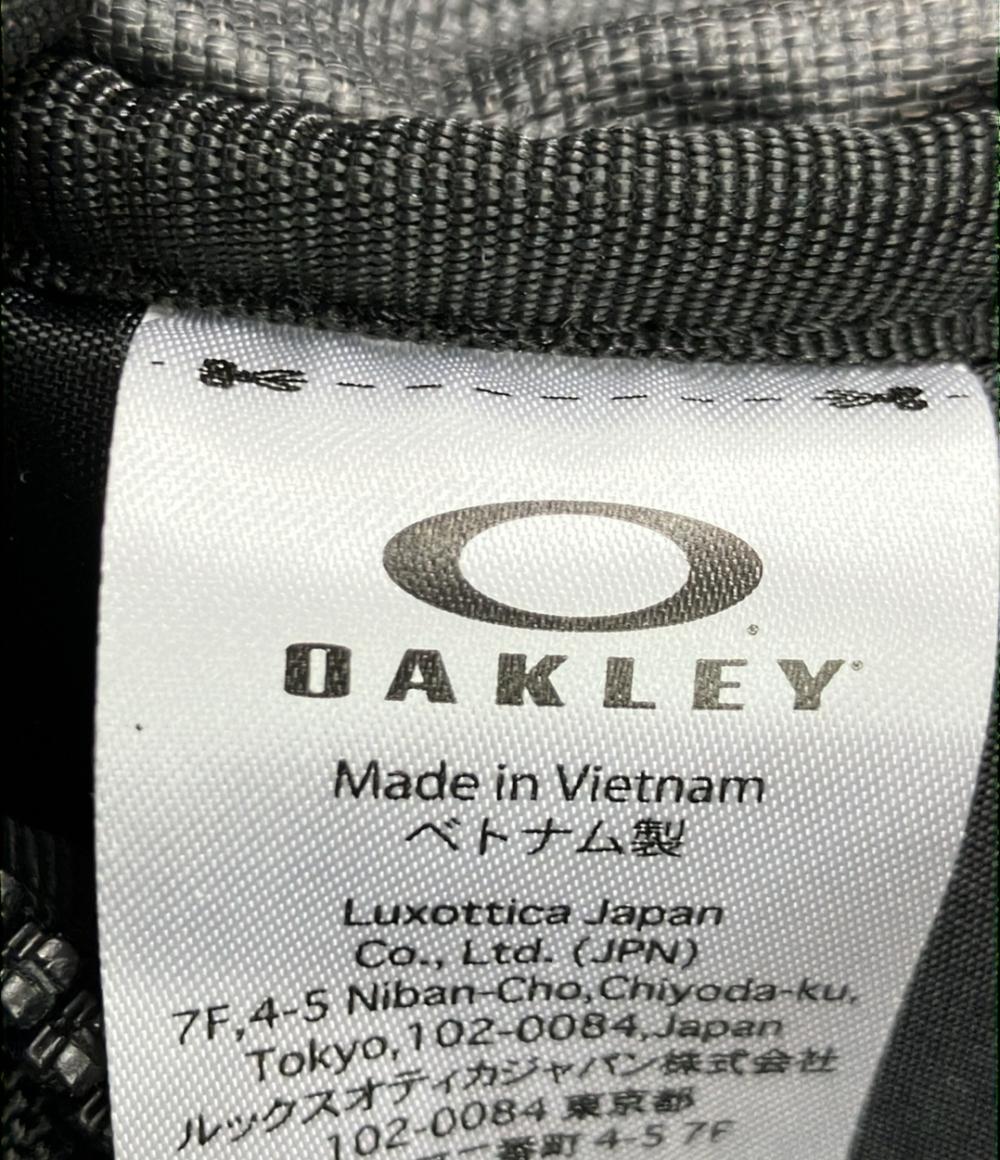 OAKLEY
Made in Vietnam
ベトナム製
Luxottica Japan
Co., Ltd. (JPN)
7F,4-5 Niban-Cho,Chiyoda-ku,
Tokyo,102-0084,Japan
ルックスオティカジャパン株式会社
102-0084 東京都
番町 4-5 7F